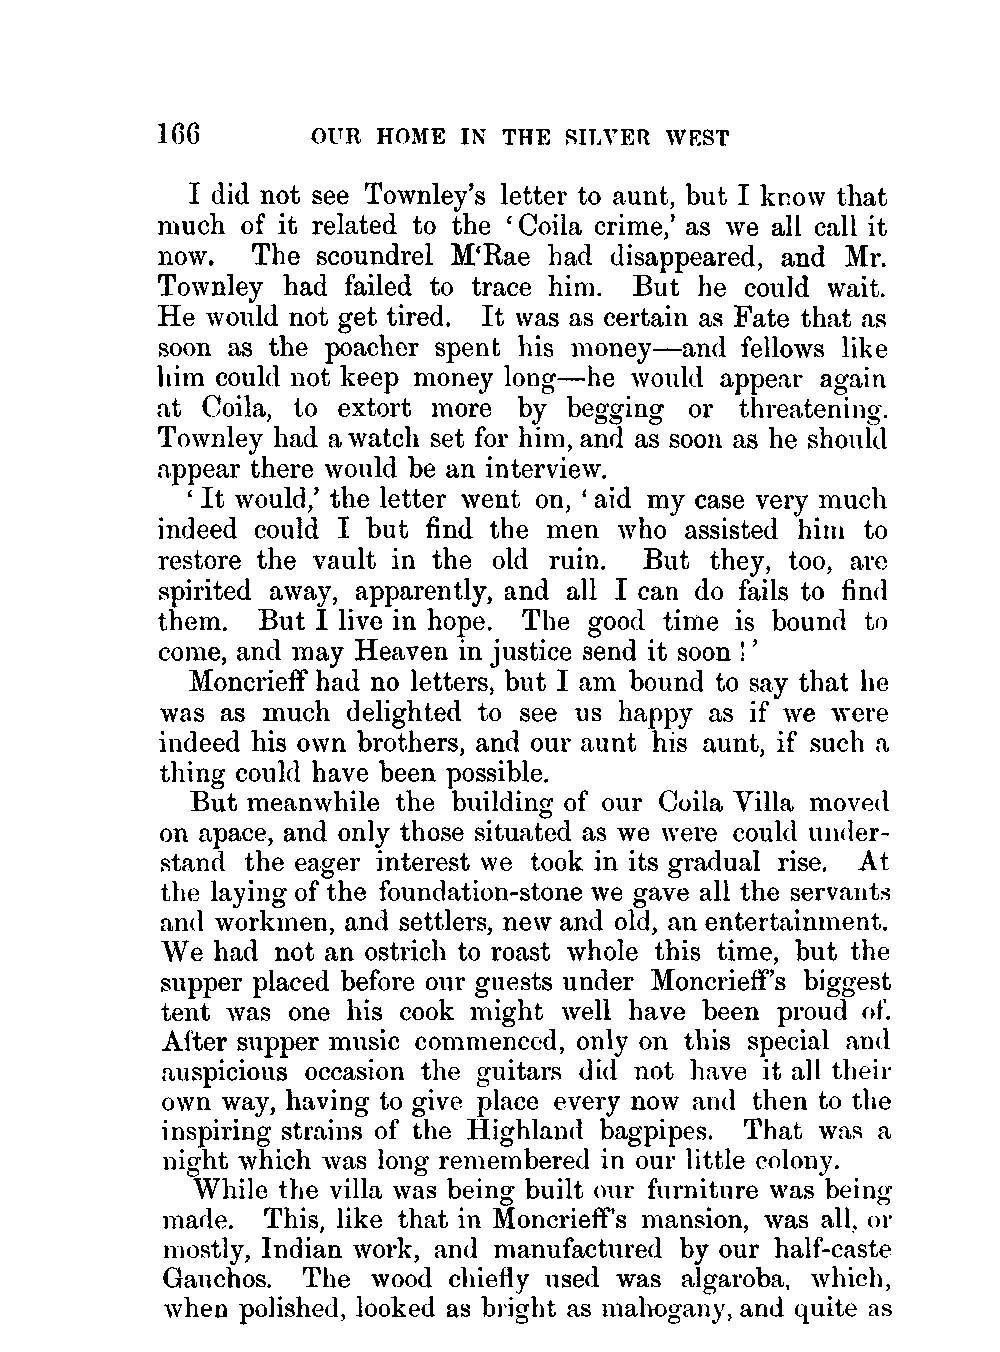 166 OUR HOME IN THE SILVER WEST
I did not see Townley's letter to aunt, but I know that
much of it related to the ‘Coila crime,’ as we all call it
now. The scoundrel M‘Rae had disappeared, and Mr.
Townley had failed to trace him. But he could wait.
He would not get tired. It was as certain as Fate that as
soon as the poacher spent his money—and fellows like
him could not keep money long—he would appear again
at Coila, to extort more by begging or threatening.
Townley had a watch set for him, and as soon as he should
appear there would be an interview.
‘It would,’ the letter went on, ‘aid my case very much
indeed could I but find the men who assisted him to
restore the vault in the old ruin. But they, too, are
spirited away, apparently, and all I can do fails to find
them. But I live in hope. The good time is bound to
come, and may Heaven in justice send it soon!’
Moncrieff had no letters, but I am bound to say that he
was as much delighted to see us happy as if we were
indeed his own brothers, and our aunt his aunt, if such a
thing could have been possible.
But meanwhile the building of our Coila Villa moved
on apace, and only those situated as we were could under-
stand the eager interest we took in its gradual rise. At
the laying of the foundation-stone we gave all the servants
and workmen, and settlers, new and old, an entertainment.
We had not an ostrich to roast whole this time, but the
supper placed before our guests under Moncrieff's biggest
tent was one his cook might well have been proud of.
After supper music commenced, only on this special and
auspicious occasion the guitars did not have it all their
own way, having to give place every now and then to the
inspiring strains of the Highland bagpipes. That was a
night which was long remembered in our little colony.
While the villa was being built our furniture was being
made. This, like that in Moncrieff's mansion, was all, or
mostly, Indian work, and manufactured by our half-caste
Gauchos. The wood chiefly used was algaroba, which,
when polished, looked as bright as mahogany, and quite as